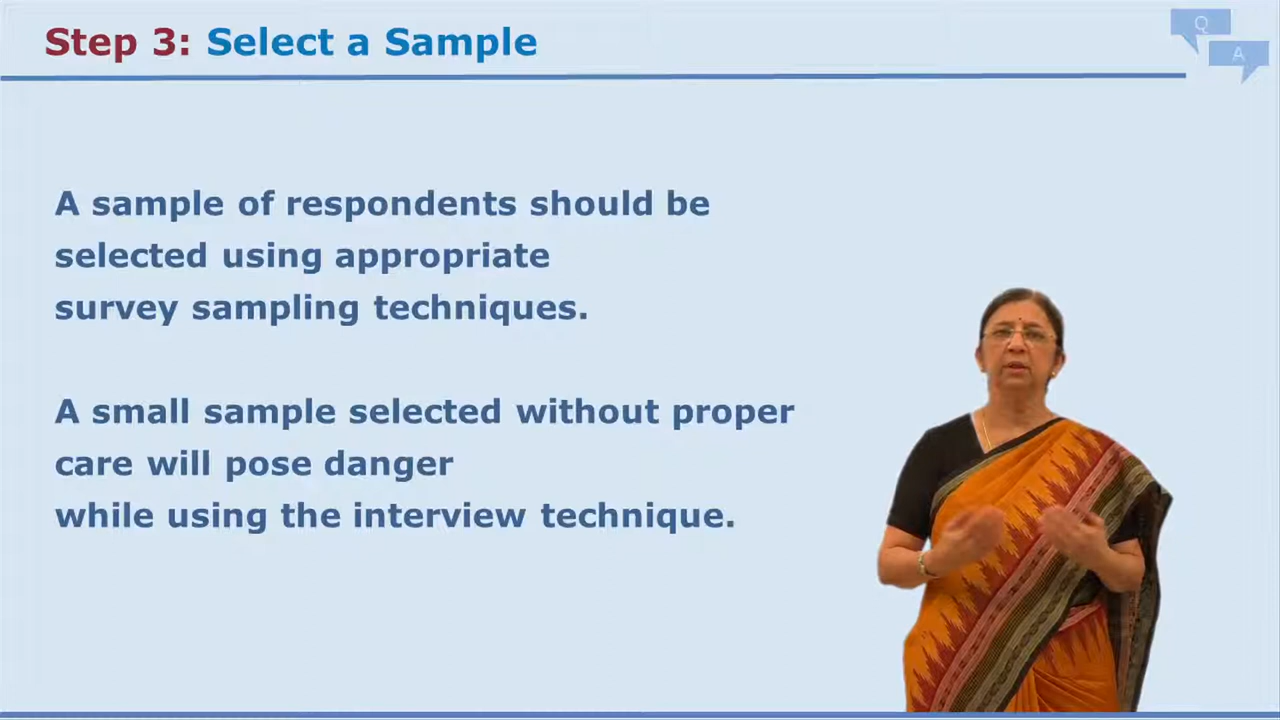 Step 3: Select a Sample
Q
A
A sample of respondents should be
selected using appropriate
survey sampling techniques.
A small sample selected without proper
care will pose danger
while using the interview technique.